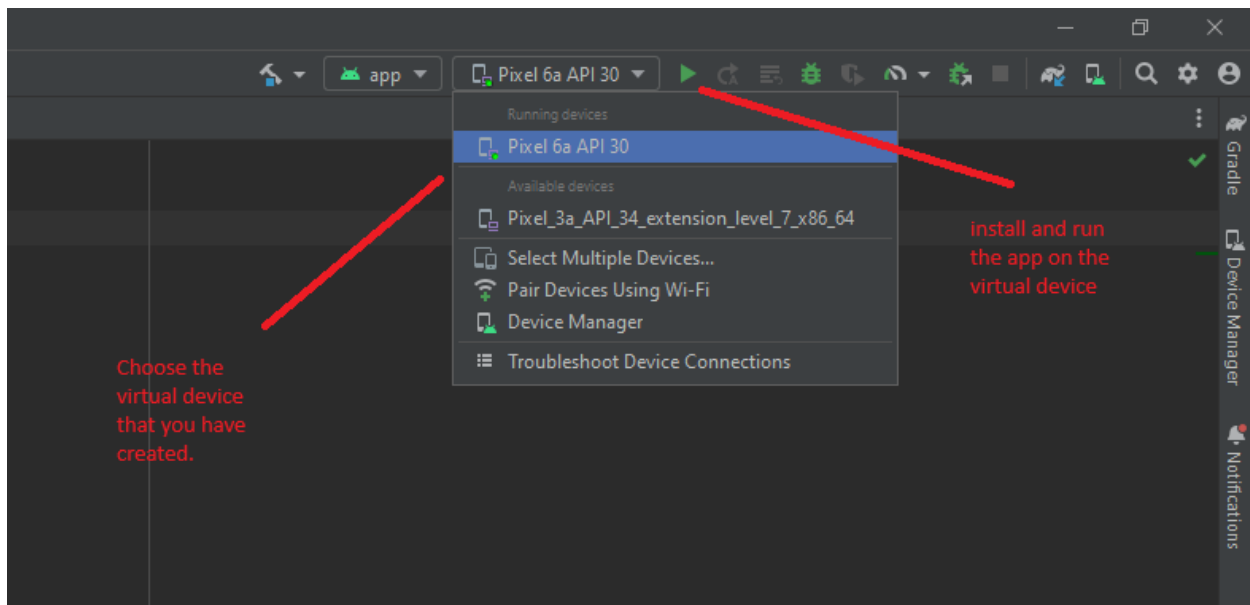 app
Pixel 6a API 30
Running devices
Pixel 6a API 30
Available devices
Pixel_3a_API_34_extension_level_7_x86_64
Select Multiple Devices...
Pair Devices Using Wi-Fi
Device Manager
Troubleshoot Device Connections
Choose the
virtual device
that you have
created.
install and run
the app on the
virtual device
Gradle
Device Manager
Notifications